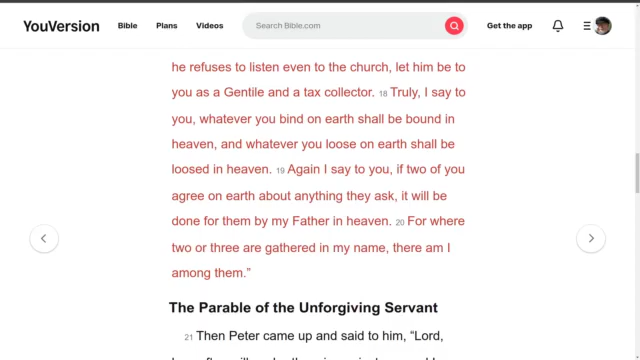 YouVersion Bible Plans Videos Search Bible.com Get the app
he refuses to listen even to the church, let him be to
you as a Gentile and a tax collector. 18 Truly, I say to
you, whatever you bind on earth shall be bound in
heaven, and whatever you loose on earth shall be
loosed in heaven. 19 Again I say to you, if two of you
agree on earth about anything they ask, it will be
done for them by my Father in heaven. 20 For where
two or three are gathered in my name, there am I
among them.”
The Parable of the Unforgiving Servant
21 Then Peter came up and said to him, “Lord,